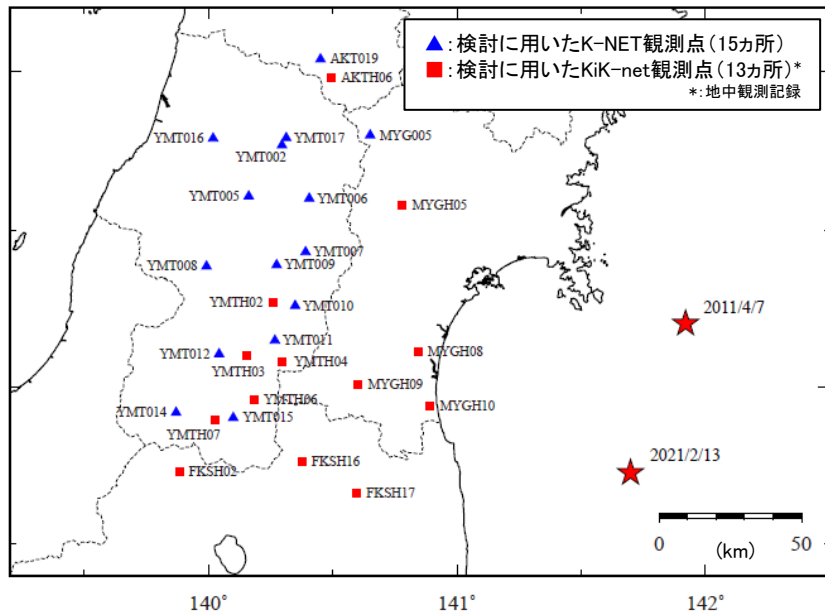 ▲:検討に用いたK-NET観測点(15ヵ所)
■:検討に用いたKiK-net観測点(13ヵ所)*
*:地中観測記録
AKT019
AKTH06
YMT016
YMT017
YMT002
MYG005
YMT005
YMT006
MYGH05
YMT007
YMT008
YMT009
YMTH02
YMT010
2011/4/7
YMT011
YMT012
YMTH04
YMTH03
MYGH08
MYGH09
YMTH06
MYGH10
YMT014
YMT015
YMTH07
FKSH16
FKSH02
FKSH17
2021/2/13
0
(km)
50
140°
141°
142°